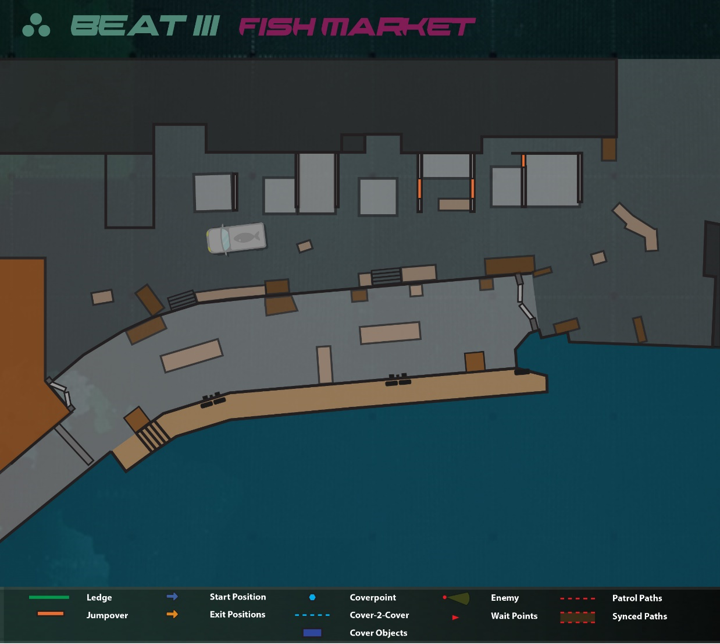 BEAT III FISH MARKET
Ledge
Start Position
Coverpoint
Enemy
Patrol Paths
Jumpover
Exit Positions
Cover-2-Cover
Wait Points
Synced Paths
Cover Objects